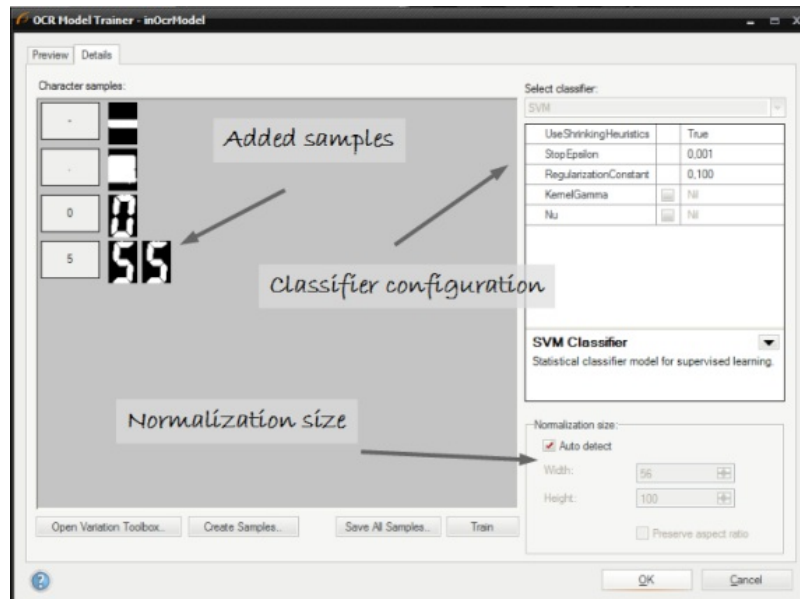 OCR Model Trainer - inOcrModel
Preview Details
Character samples:
Select classifier:
SVM
-
.
0
5
0
5 5
Added samples
Classifier configuration
Normalization size
UseShrinkingHeuristics True
StopEpsilon 0,001
RegularizationConstant 0,100
KernelGamma Nil
Nu Nil
SVM Classifier
Statistical classifier model for supervised learning.
Normalization size:
Auto detect
Width: 56
Height: 100
Preserve aspect ratio
Open Variation Toolbox... Create Samples... Save All Samples... Train
OK Cancel